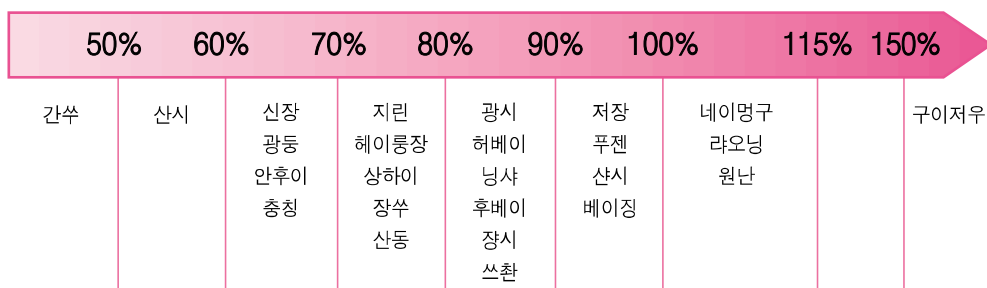 50% 60% 70% 80% 90% 100% 115% 150%
간쑤 산시 신장 지린 광시 저장 네이멍구 구이저우
광둥 헤이룽장 허베이 푸젠 랴오닝
안후이 상하이 닝샤 샨시 원난
충칭 장쑤 후베이 베이징
산동 쟝시
쓰촨